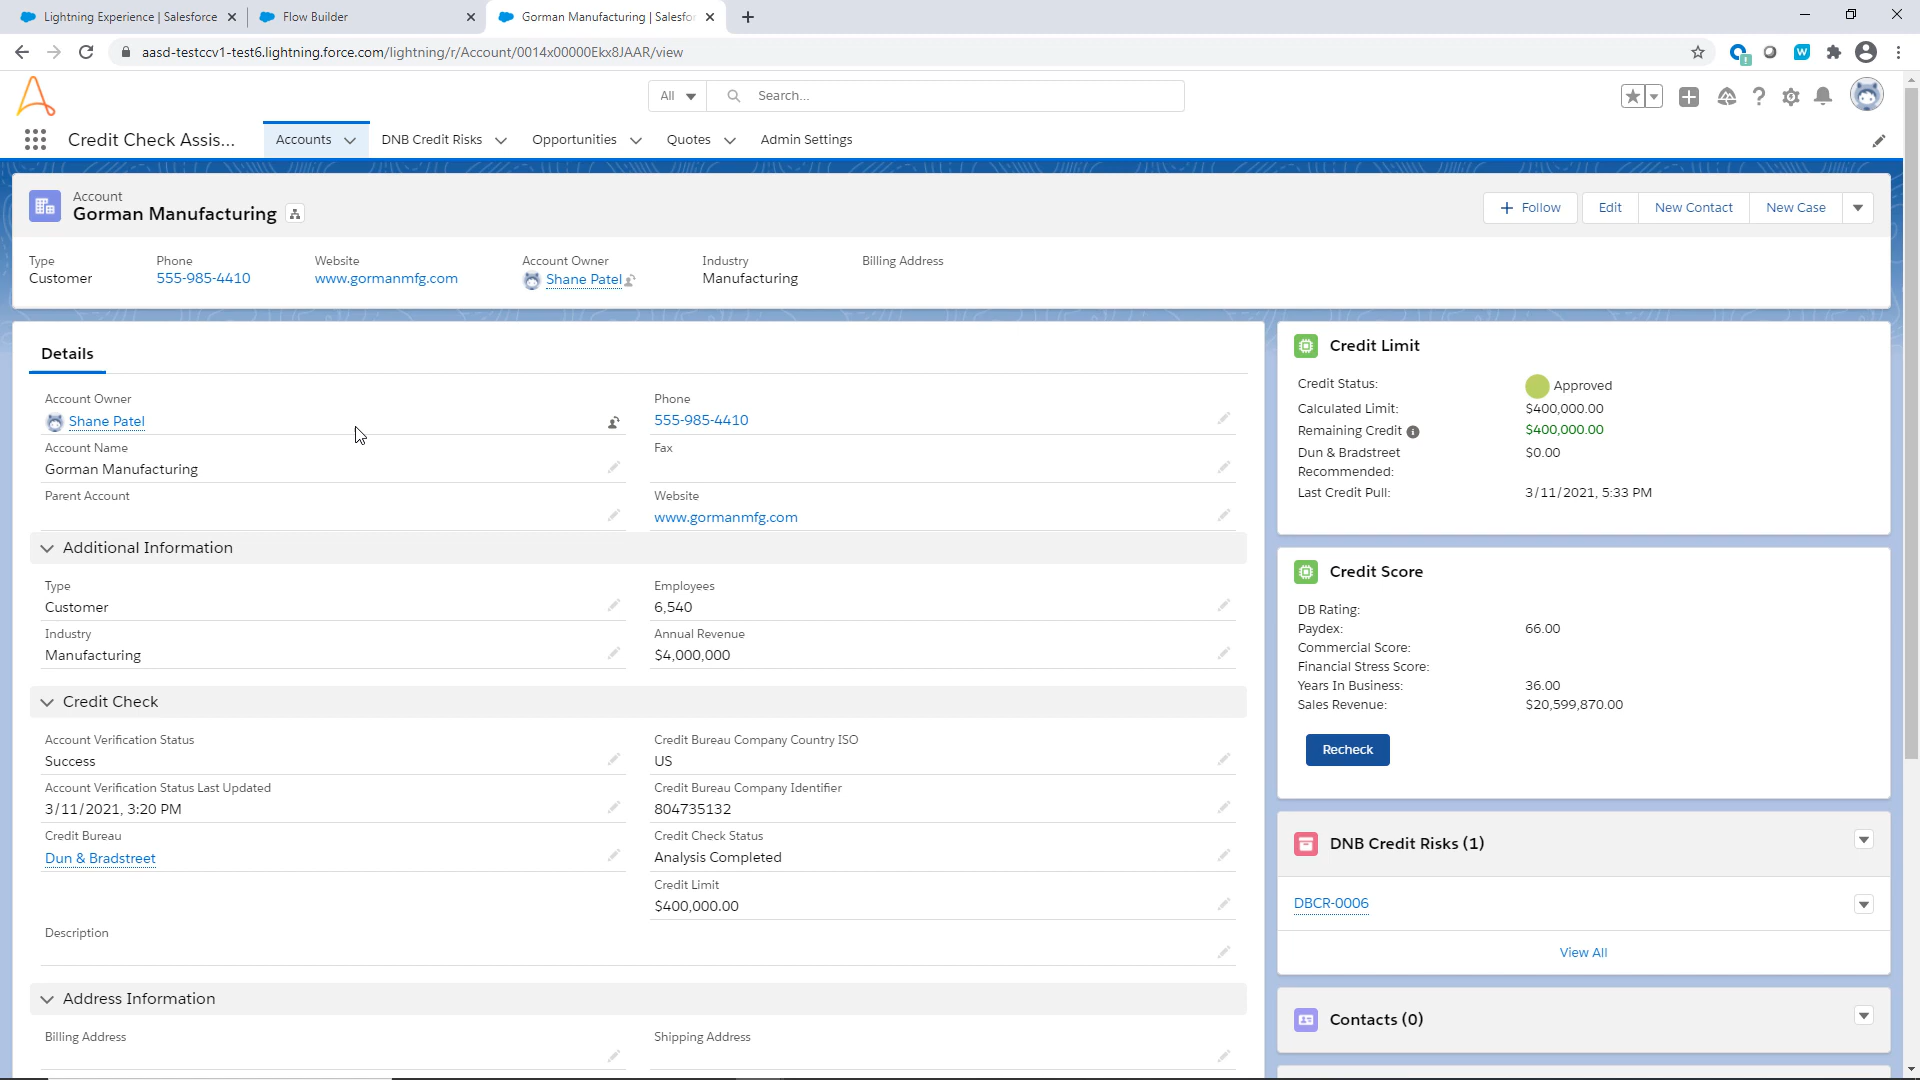 Lightning Experience | Salesforce
Flow Builder
Gorman Manufacturing | Salesfo
aasd-testccv1-test6.lightning.force.com/lightning/r/Account/0014x00000Ekx8JAAR/view
All
Search...
Credit Check Assis...
Accounts
DNB Credit Risks
Opportunities
Quotes
Admin Settings
Account
Gorman Manufacturing
Follow
Edit
New Contact
New Case
Type
Customer
Phone
555-985-4410
Website
www.gormanmfg.com
Account Owner
Shane Patel
Industry
Manufacturing
Billing Address
Details
Account Owner
Shane Patel
Phone
555-985-4410
Account Name
Gorman Manufacturing
Fax
Parent Account
Website
www.gormanmfg.com
Additional Information
Type
Customer
Employees
6,540
Industry
Manufacturing
Annual Revenue
$4,000,000
Credit Check
Account Verification Status
Success
Credit Bureau Company Country ISO
US
Account Verification Status Last Updated
3/11/2021, 3:20 PM
Credit Bureau Company Identifier
804735132
Credit Bureau
Dun & Bradstreet
Credit Check Status
Analysis Completed
Credit Limit
$400,000.00
Description
Address Information
Billing Address
Shipping Address
Credit Limit
Credit Status: Approved
Calculated Limit: $400,000.00
Remaining Credit $400,000.00
Dun & Bradstreet $0.00
Recommended:
Last Credit Pull: 3/11/2021, 5:33 PM
Credit Score
DB Rating:
Paydex: 66.00
Commercial Score:
Financial Stress Score:
Years In Business: 36.00
Sales Revenue: $20,599,870.00
Recheck
DNB Credit Risks (1)
DBCR-0006
View All
Contacts (0)